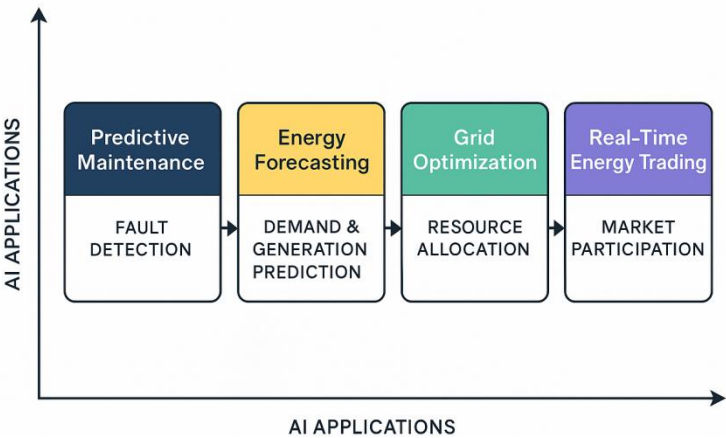 AI APPLICATIONS
Predictive
Maintenance
FAULT
DETECTION
Energy
Forecasting
DEMAND &
GENERATION
PREDICTION
Grid
Optimization
RESOURCE
ALLOCATION
Real-Time
Energy Trading
MARKET
PARTICIPATION
AI APPLICATIONS